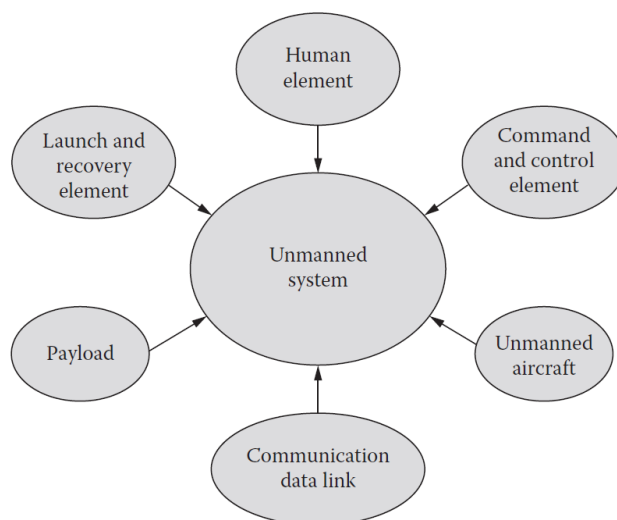 Human
element
Launch and
recovery
element
Command
and control
element
Unmanned
system
Payload
Unmanned
aircraft
Communication
data link